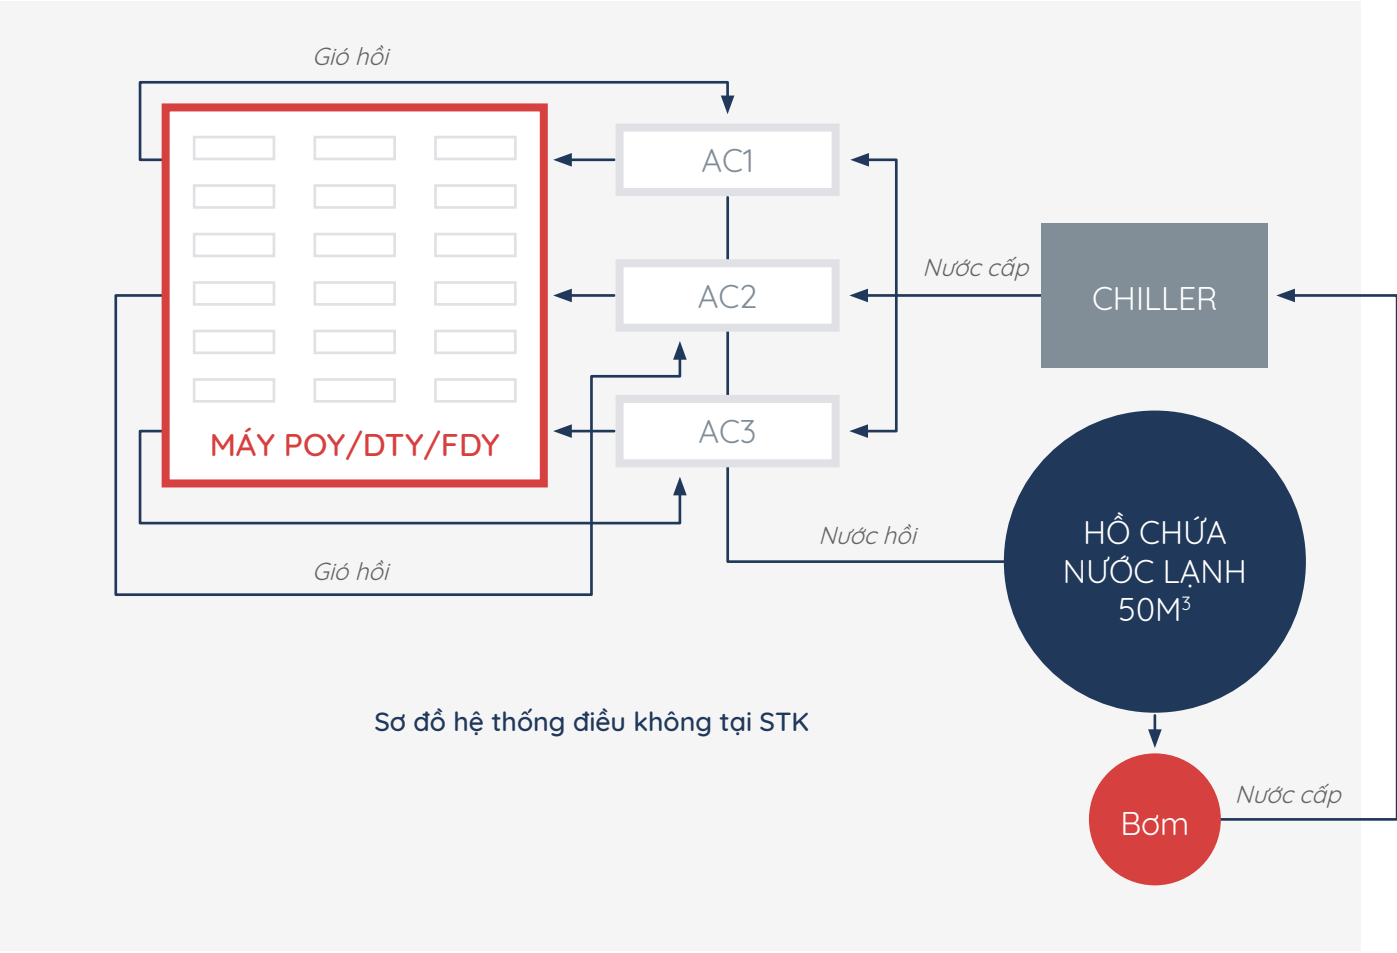 Gió hồi
AC1
Nước cấp
AC2
CHILLER
AC3
MÁY POY/DTY/FDY
Nước hồi
HỒ CHỨA
NƯỚC LẠNH
50M³
Gió hồi
Sơ đồ hệ thống điều không tại STK
Nước cấp
Bơm